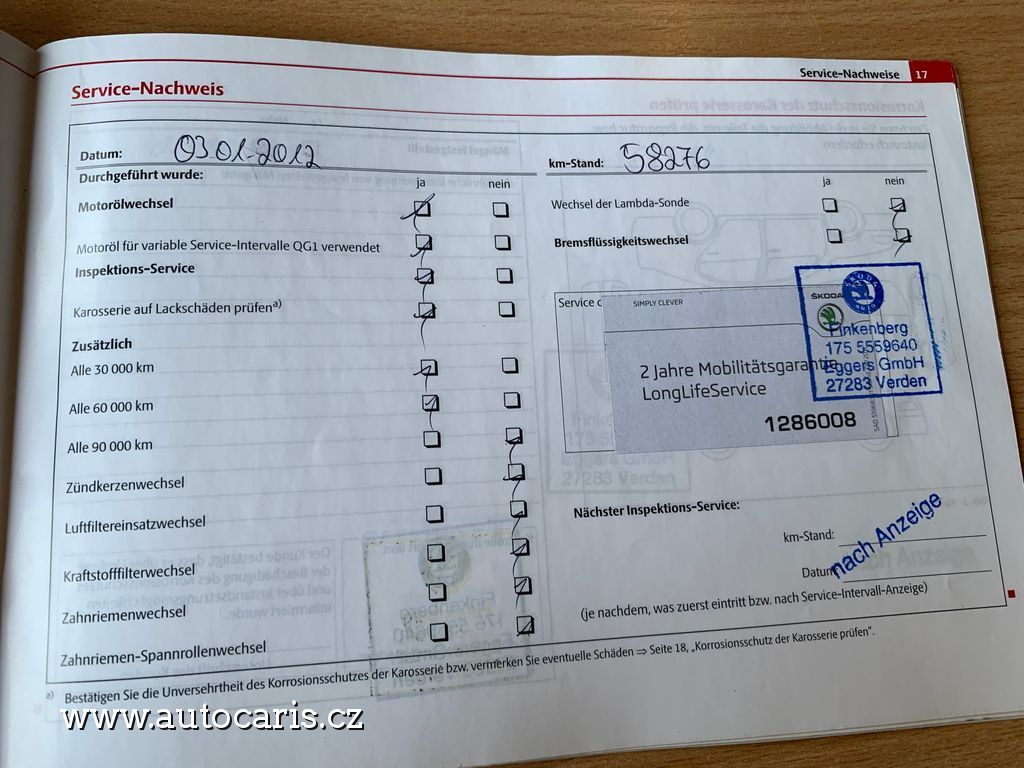 Service-Nachweise 17
Service-Nachweis
Datum: 03.01.2012
km-Stand: 58276
Durchgeführt wurde:
ja nein
Motorölwechsel
Motoröl für variable Service-Intervalle QG1 verwendet
Inspektions-Service
Karosserie auf Lackschäden prüfen a)
Zusätzlich
Alle 30 000 km
Alle 60 000 km
Alle 90 000 km
Zündkerzenwechsel
Luftfiltereinsatzwechsel
Kraftstofffilterwechsel
Zahnriemenwechsel
Zahnriemen-Spannrollenwechsel
ja nein
Wechsel der Lambda-Sonde
Bremsflüssigkeitswechsel
Service
SIMPLY CLEVER
ŠKODA
2 Jahre Mobilitätsgarantie
LongLifeService
1286008
Finkenberg
175 5559640
Eggers GmbH
27283 Verden
Nächster Inspektions-Service:
km-Stand:
Datum
nach Anzeige
(je nachdem, was zuerst eintritt bzw. nach Service-Intervall-Anzeige)
a) Bestätigen Sie die Unversehrtheit des Korrosionsschutzes der Karosserie bzw. vermerken Sie eventuelle Schäden ⇒ Seite 18, „Korrosionsschutz der Karosserie prüfen“.
www.autocaris.cz